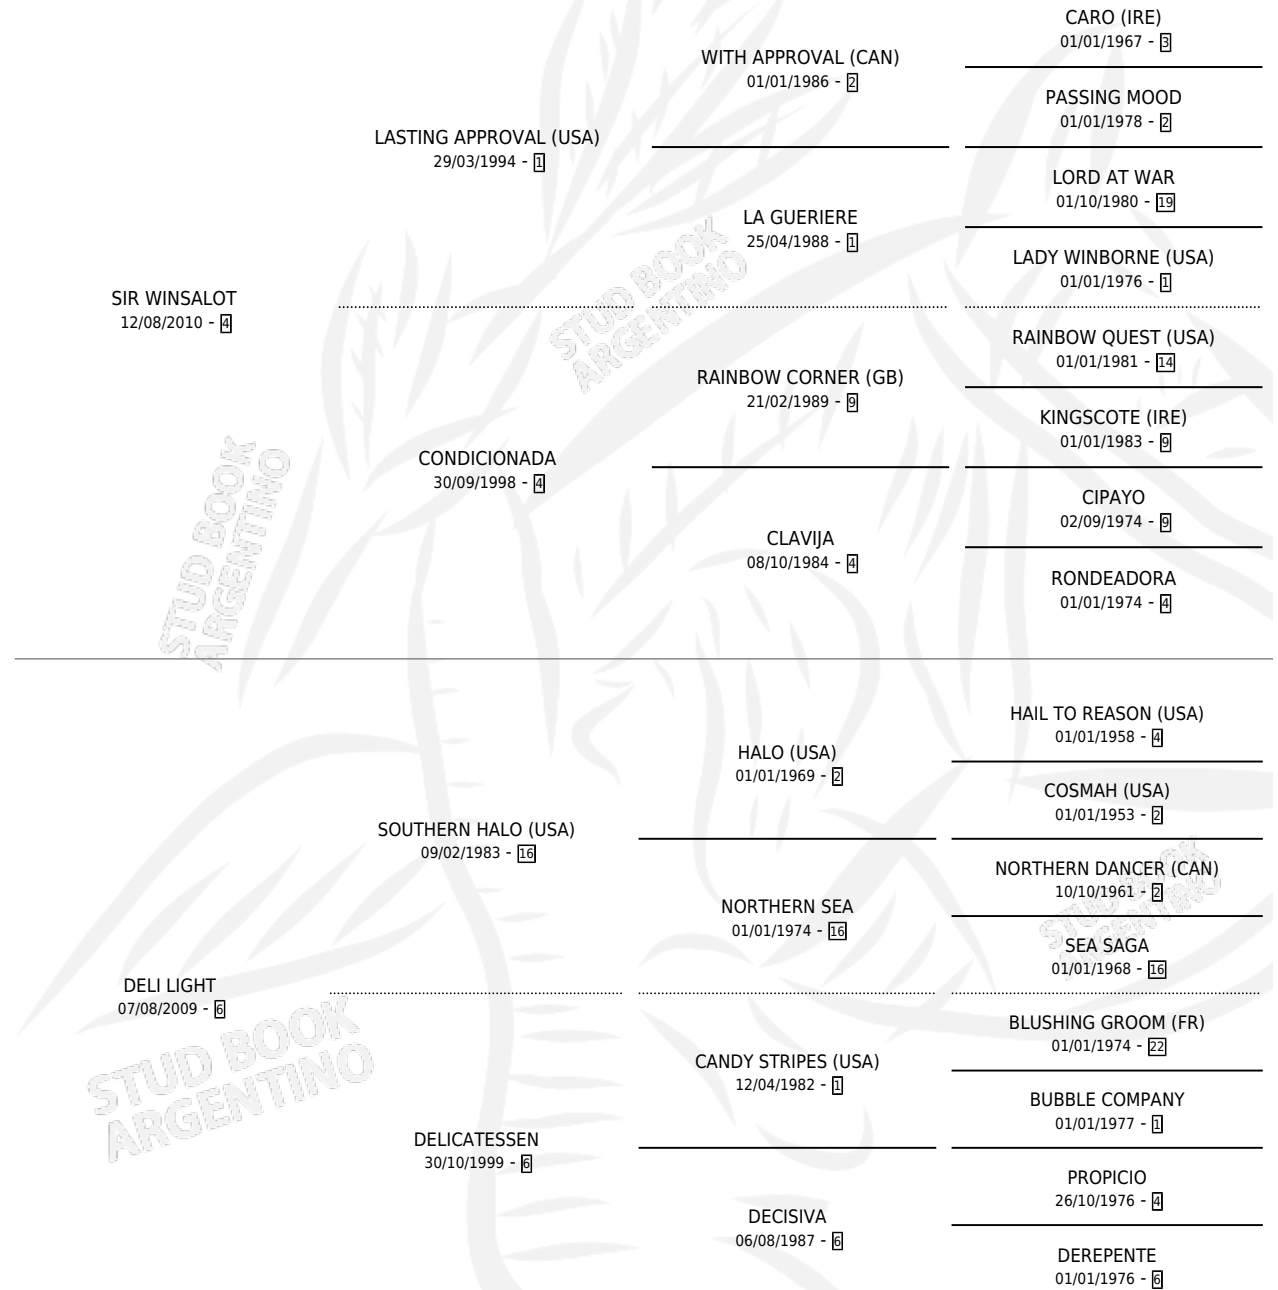 CARO (IRE)
01/01/1967 - 3
WITH APPROVAL (CAN)
01/01/1986 - 2
PASSING MOOD
01/01/1978 - 2
LASTING APPROVAL (USA)
29/03/1994 - 1
LORD AT WAR
01/10/1980 - 19
LA GUERIERE
25/04/1988 - 1
LADY WINBORNE (USA)
01/01/1976 - 1
SIR WINSALOT
12/08/2010 - 4
RAINBOW QUEST (USA)
01/01/1981 - 14
RAINBOW CORNER (GB)
21/02/1989 - 9
KINGSCOTE (IRE)
01/01/1983 - 9
CONDICIONADA
30/09/1998 - 4
CIPAYO
02/09/1974 - 9
CLAVIJA
08/10/1984 - 4
RONDEADORA
01/01/1974 - 4
HAIL TO REASON (USA)
01/01/1958 - 4
HALO (USA)
01/01/1969 - 2
COSMAH (USA)
01/01/1953 - 2
SOUTHERN HALO (USA)
09/02/1983 - 16
NORTHERN DANCER (CAN)
10/10/1961 - 2
NORTHERN SEA
01/01/1974 - 16
SEA SAGA
01/01/1968 - 16
DELI LIGHT
07/08/2009 - 6
BLUSHING GROOM (FR)
01/01/1974 - 22
CANDY STRIPES (USA)
12/04/1982 - 1
BUBBLE COMPANY
01/01/1977 - 1
DELICATESSEN
30/10/1999 - 6
PROPICIO
26/10/1976 - 4
DECISIVA
06/08/1987 - 6
DEREPENTE
01/01/1976 - 6
STUD BOOK
ARGENTINO
STUD BOOK
ARGENTINO
STUD BOOK
ARGENTINO
STUD BOOK
ARGENTINO